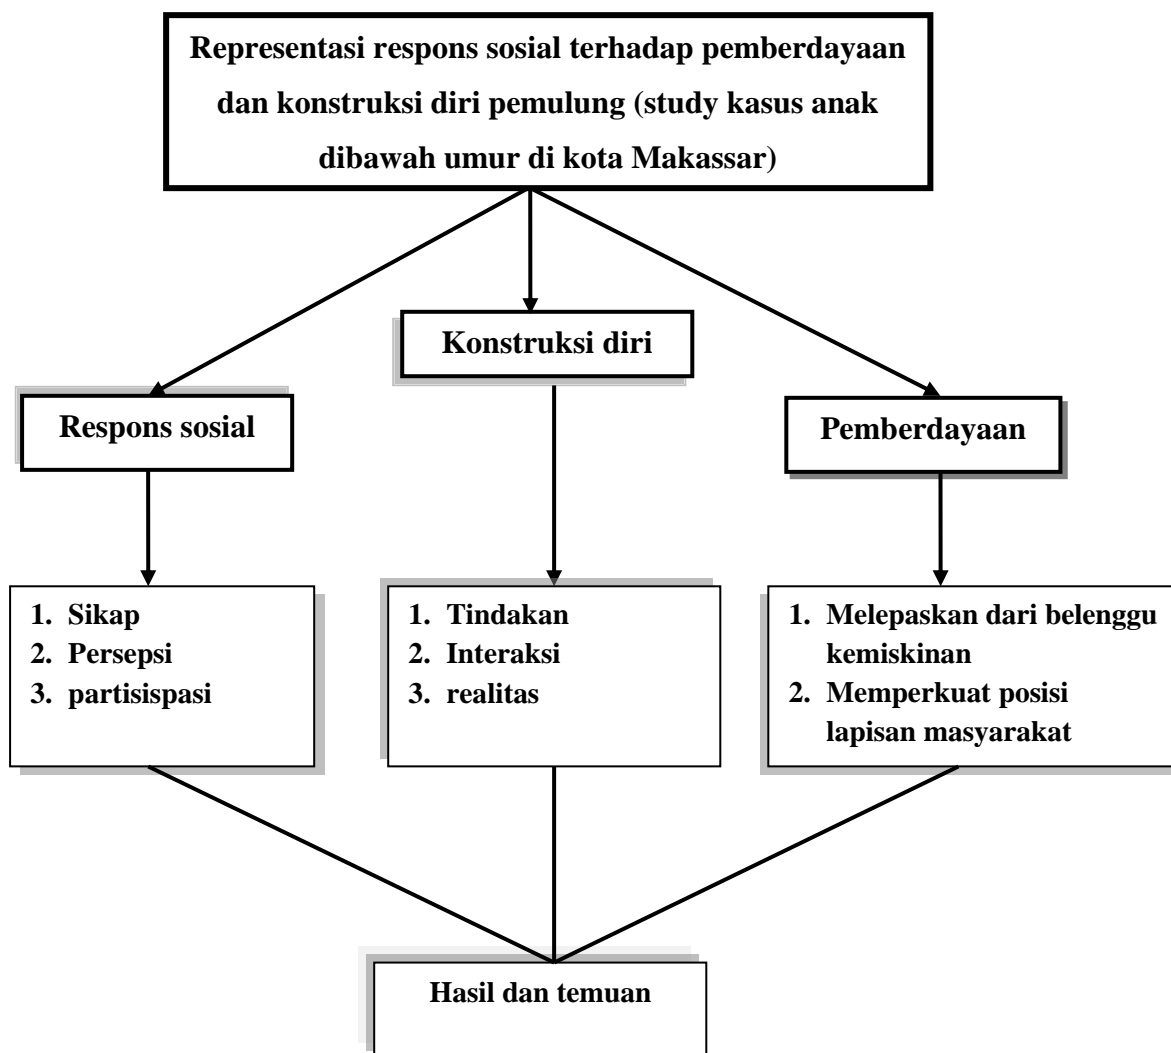 Representasi respons sosial terhadap pemberdayaan
dan konstruksi diri pemulung (study kasus anak
dibawah umur di kota Makassar)
Konstruksi diri
Respons sosial
Pemberdayaan
1. Sikap
2. Persepsi
3. partisispasi
1. Tindakan
2. Interaksi
3. realitas
1. Melepaskan dari belenggu
kemiskinan
2. Memperkuat posisi
lapisan masyarakat
Hasil dan temuan